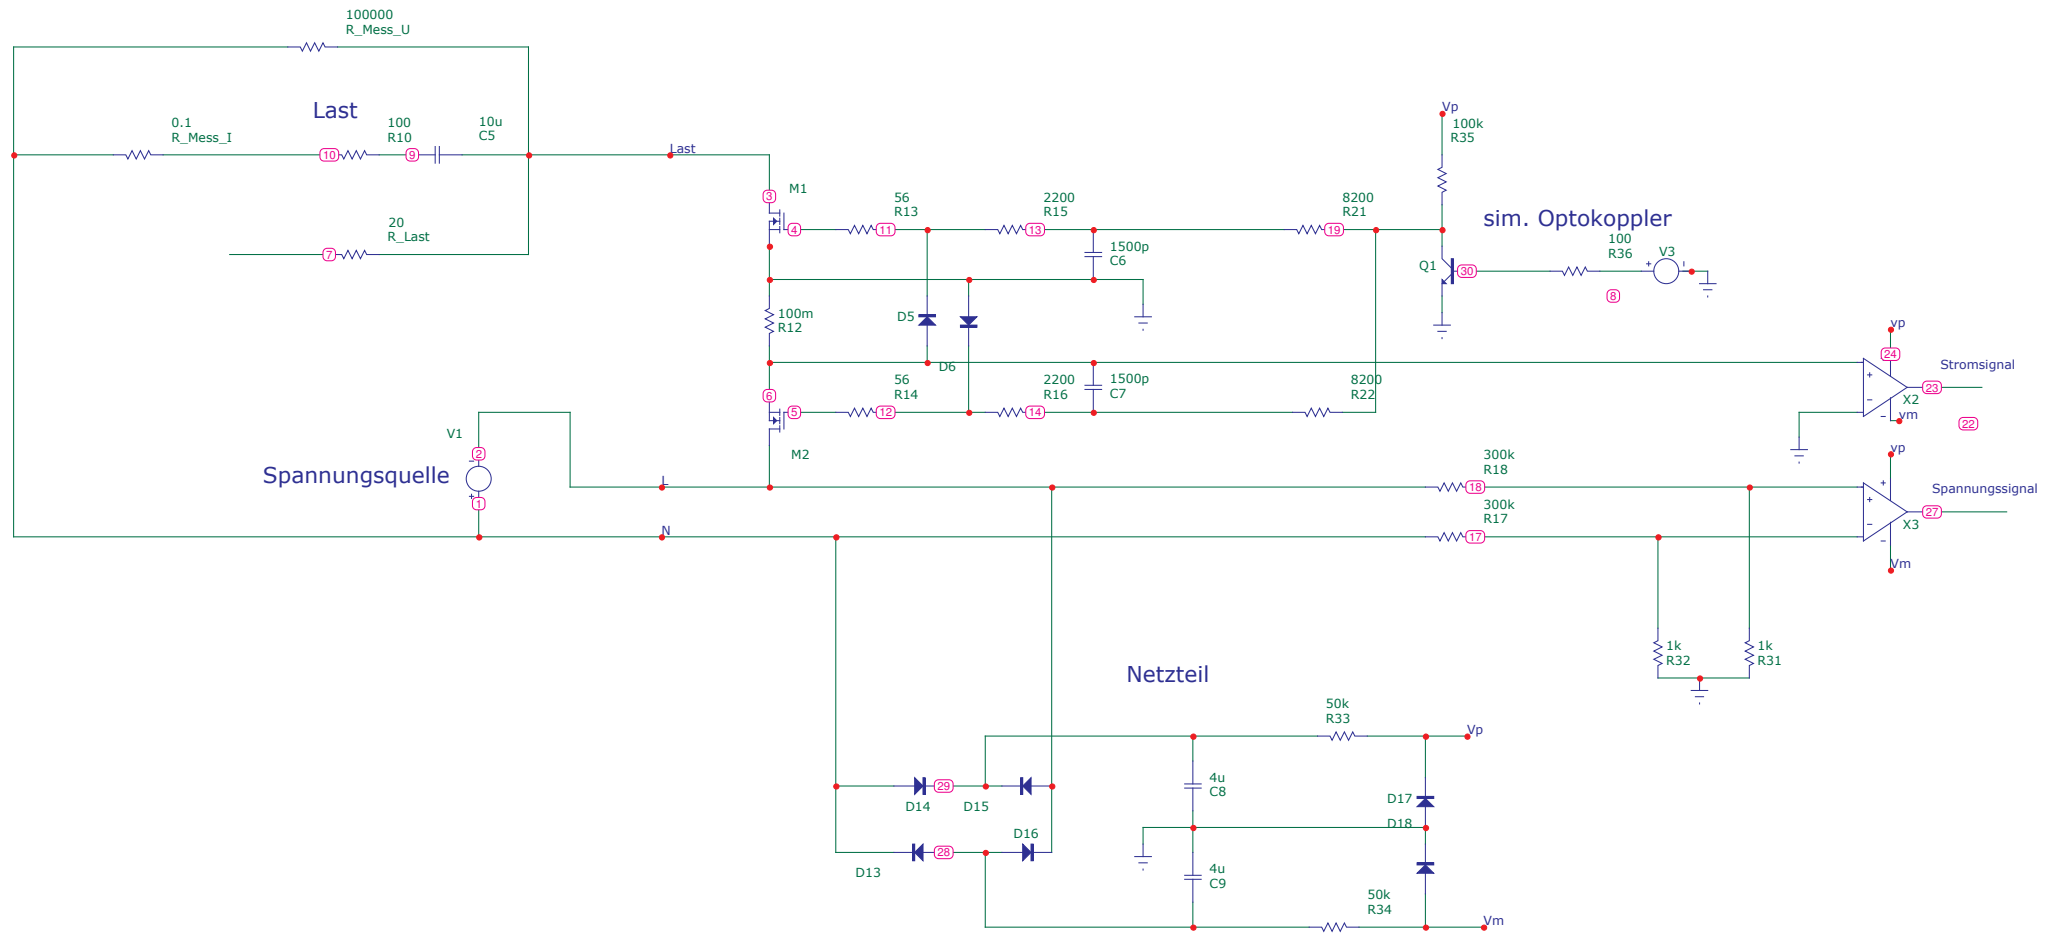 100000
R_Mess_U
Last
0.1
R_Mess_I
10
100
R10
9
10u
C5
Last
20
R_Last
7
3
M1
4
56
R13
11
2200
R15
13
8200
R21
19
Vp
100k
R35
sim. Optokoppler
1500p
C6
Q1
30
100
R36
V3
+
-
8
100m
R12
D5
D6
6
M2
5
56
R14
12
2200
R16
14
1500p
C7
8200
R22
vp
24
+
-
-
X2
vm
23
Stromsignal
22
Spannungsquelle
V1
2
-
+
1
L
N
300k
R18
18
300k
R17
17
vp
+
+
-
-
X3
Vm
27
Spannungssignal
1k
R32
1k
R31
Netzteil
50k
R33
Vp
D14
29
D15
4u
C8
D17
D18
D13
28
D16
4u
C9
50k
R34
Vm